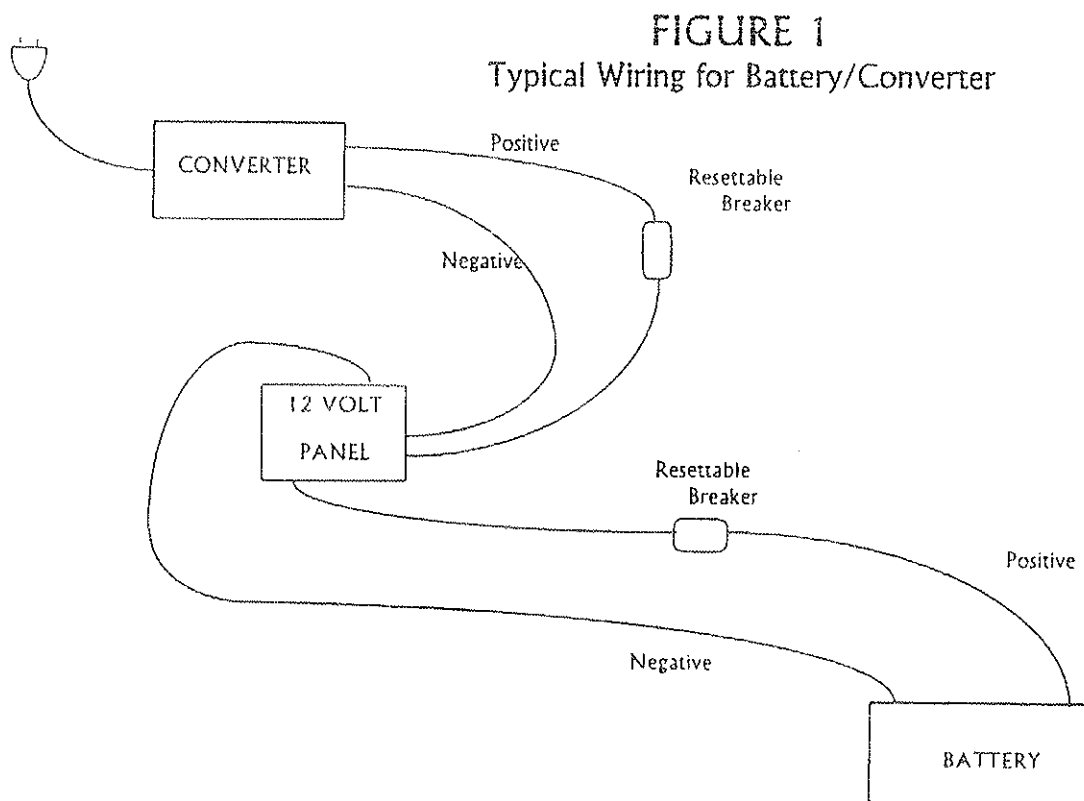 FIGURE 1
Typical Wiring for Battery/Converter
Positive
CONVERTER
Resettable
Breaker
Negative
12 VOLT
PANEL
Resettable
Breaker
Positive
Negative
BATTERY